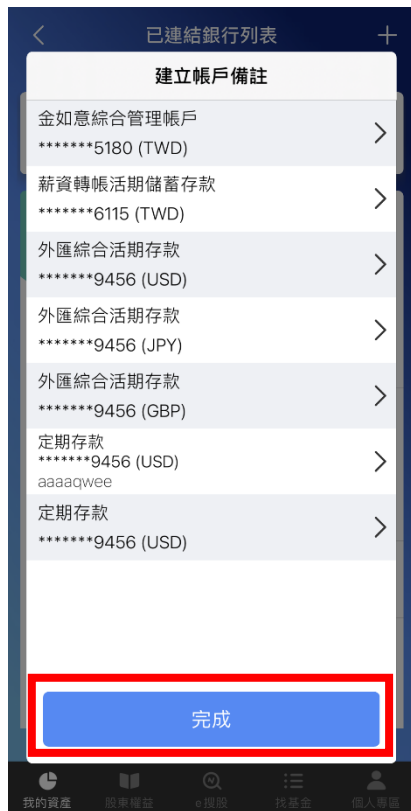 已連結銀行列表
建立帳戶備註
金如意綜合管理帳戶
*******5180 (TWD)
薪資轉帳活期儲蓄存款
*******6115 (TWD)
外匯綜合活期存款
*******9456 (USD)
外匯綜合活期存款
*******9456 (JPY)
外匯綜合活期存款
*******9456 (GBP)
定期存款
*******9456 (USD)
aaaaqwee
定期存款
*******9456 (USD)
完成
我的資產 股東權益 e搜股 找基金 個人專區